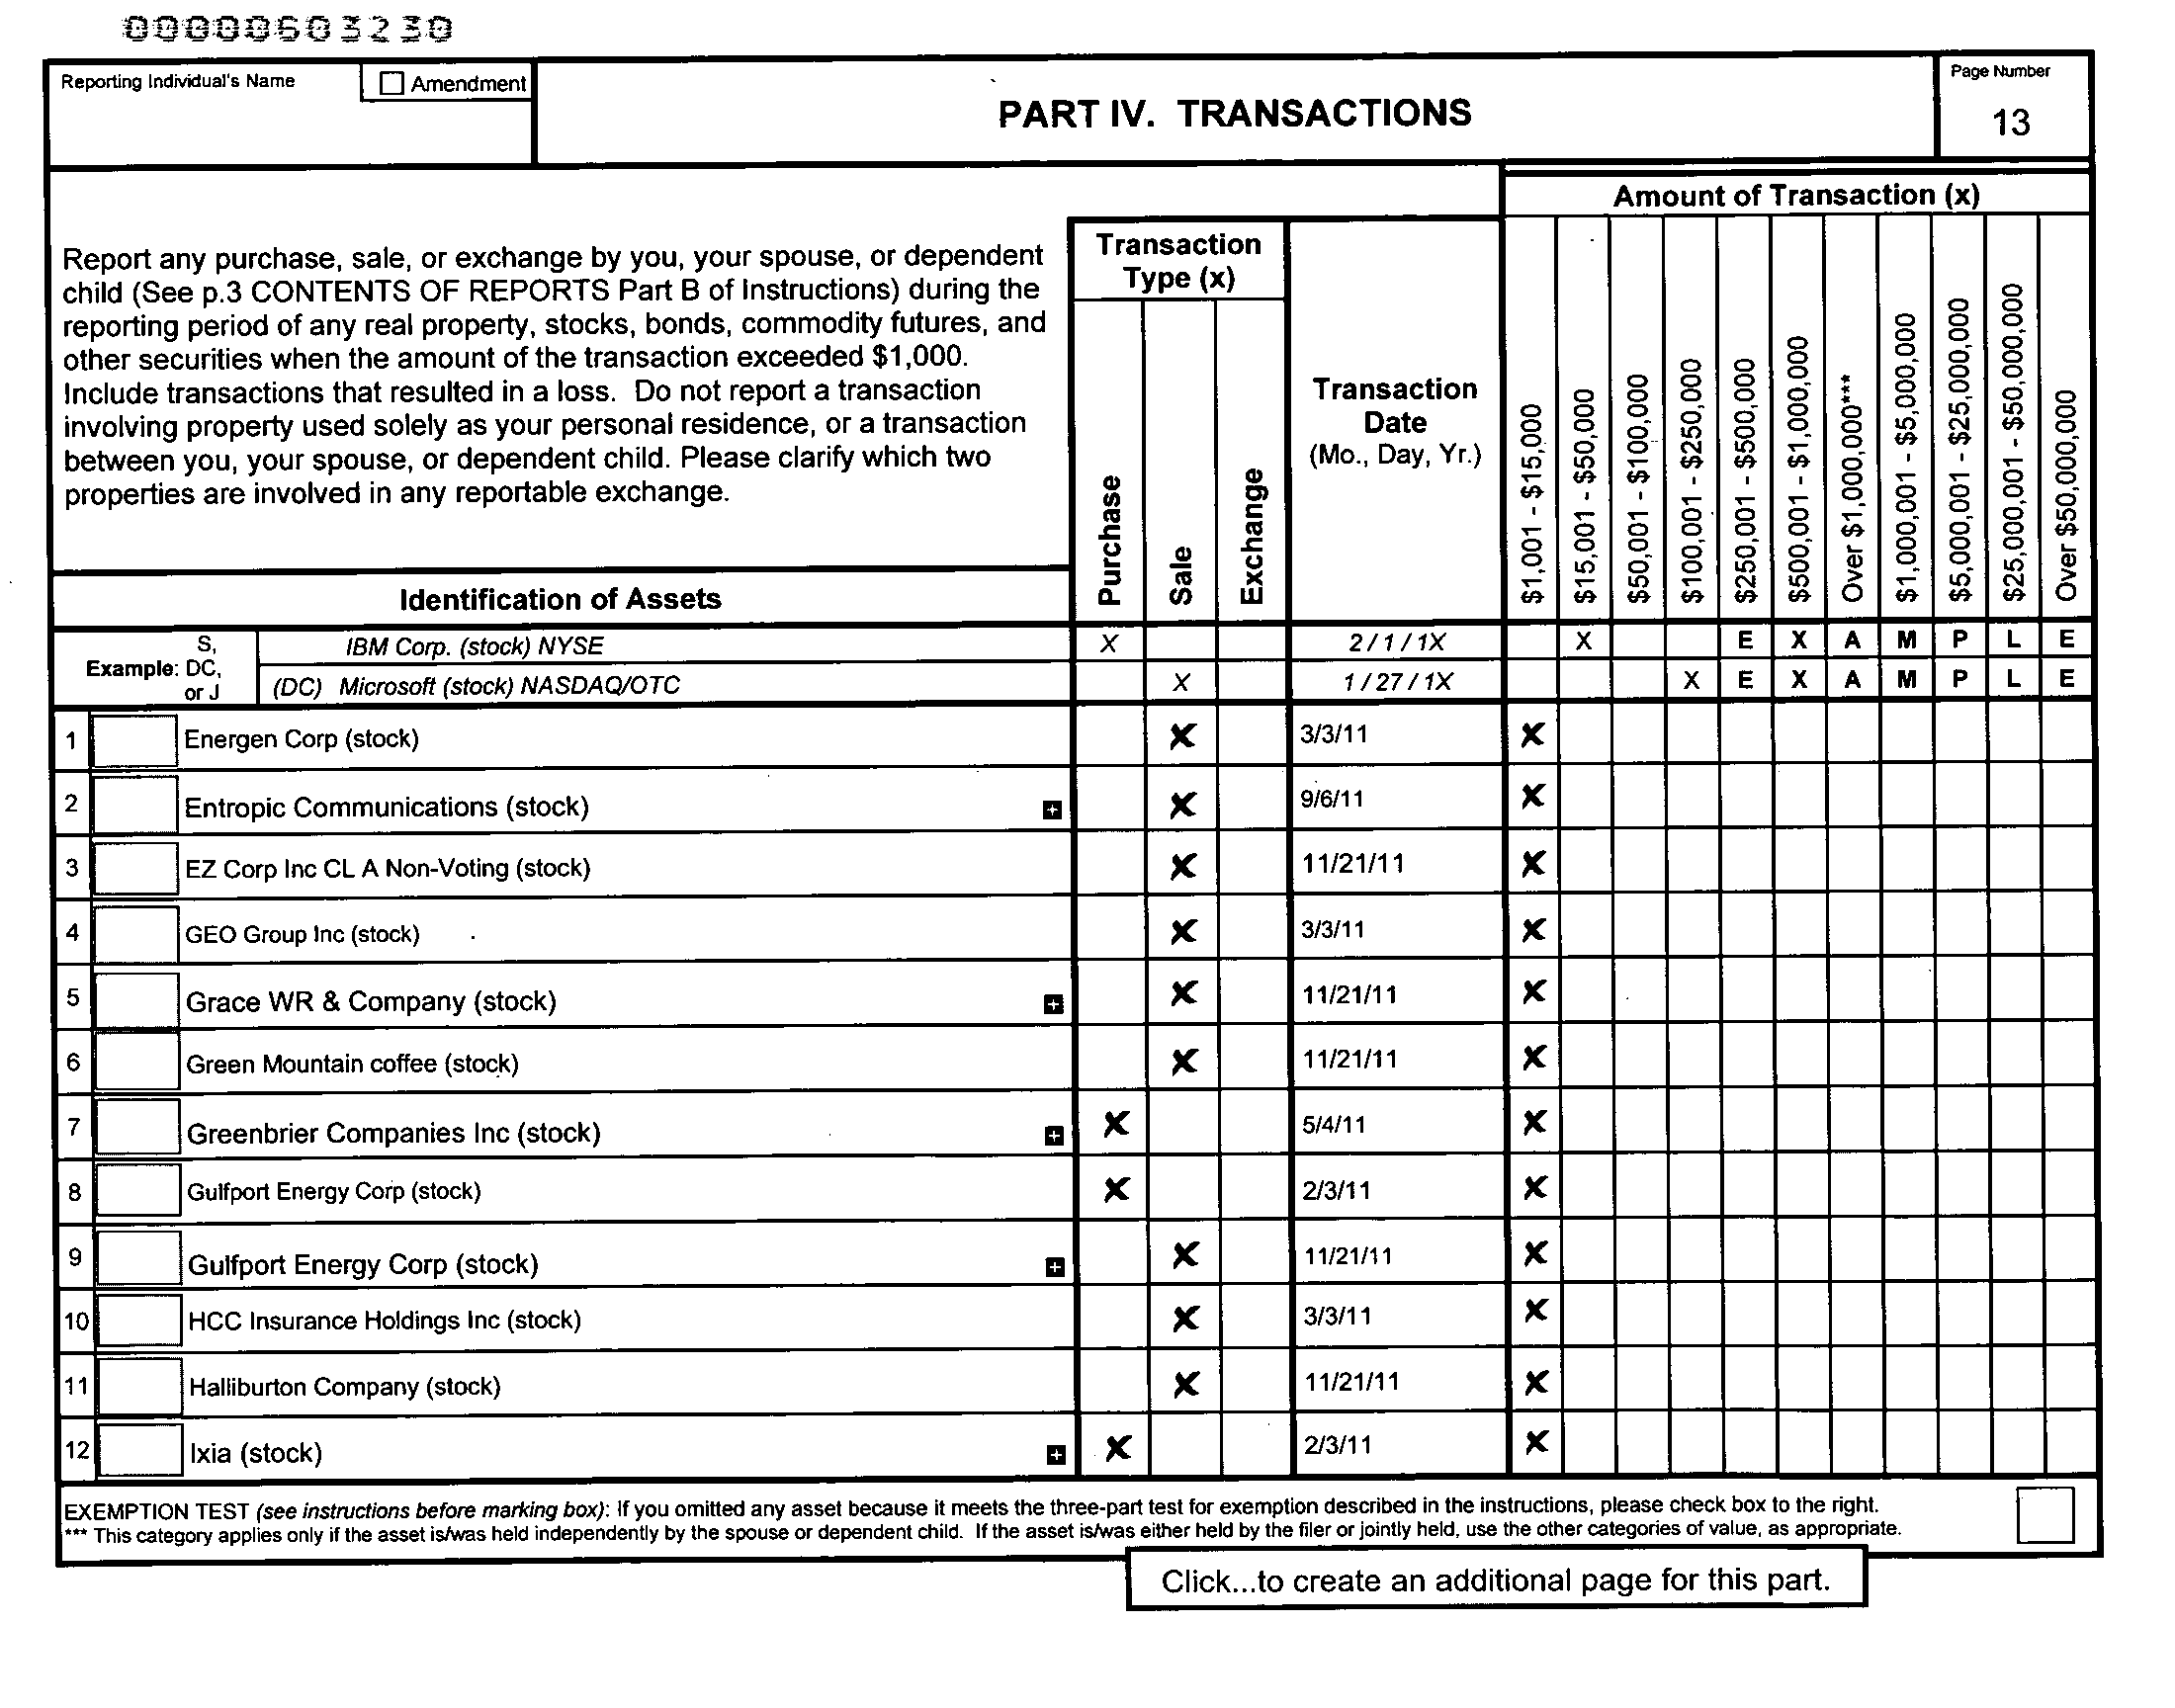 00000603230
Reporting Individual's Name
Amendment
PART IV. TRANSACTIONS
Page Number
13
Report any purchase, sale, or exchange by you, your spouse, or dependent
child (See p.3 CONTENTS OF REPORTS Part B of Instructions) during the
reporting period of any real property, stocks, bonds, commodity futures, and
other securities when the amount of the transaction exceeded $1,000.
Include transactions that resulted in a loss. Do not report a transaction
involving property used solely as your personal residence, or a transaction
between you, your spouse, or dependent child. Please clarify which two
properties are involved in any reportable exchange.
Identification of Assets
Transaction
Type (x)
Purchase
Sale
Exchange
Transaction
Date
(Mo., Day, Yr.)
Amount of Transaction (x)
$1,001 - $15,000
$15,001 - $50,000
$50,001 - $100,000
$100,001 - $250,000
$250,001 - $500,000
$500,001 - $1,000,000
Over $1,000,000***
$1,000,001 - $5,000,000
$5,000,001 - $25,000,000
$25,000,001 - $50,000,000
Over $50,000,000
Example: S, DC, or J
IBM Corp. (stock) NYSE X 2 / 1 / 1X X E X A M P L E
(DC) Microsoft (stock) NASDAQ/OTC X 1 / 27 / 1X X E X A M P L E
1 Energen Corp (stock) X 3/3/11 X
2 Entropic Communications (stock) + X 9/6/11 X
3 EZ Corp Inc CL A Non-Voting (stock) X 11/21/11 X
4 GEO Group Inc (stock) X 3/3/11 X
5 Grace WR & Company (stock) + X 11/21/11 X
6 Green Mountain coffee (stock) X 11/21/11 X
7 Greenbrier Companies Inc (stock) + X 5/4/11 X
8 Gulfport Energy Corp (stock) X 2/3/11 X
9 Gulfport Energy Corp (stock) + X 11/21/11 X
10 HCC Insurance Holdings Inc (stock) X 3/3/11 X
11 Halliburton Company (stock) X 11/21/11 X
12 Ixia (stock) + X 2/3/11 X
EXEMPTION TEST (see instructions before marking box): If you omitted any asset because it meets the three-part test for exemption described in the instructions, please check box to the right.
*** This category applies only if the asset is/was held independently by the spouse or dependent child. If the asset is/was either held by the filer or jointly held, use the other categories of value, as appropriate.
Click...to create an additional page for this part.